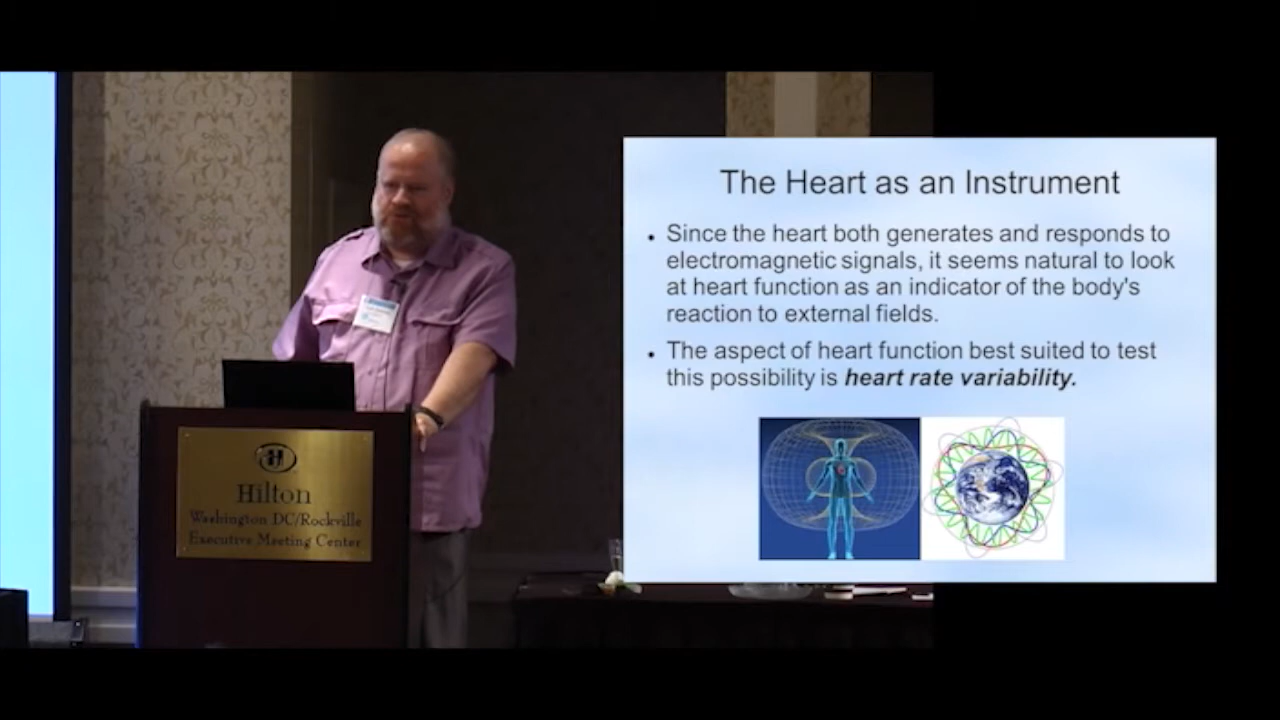 The Heart as an Instrument
• Since the heart both generates and responds to
electromagnetic signals, it seems natural to look
at heart function as an indicator of the body's
reaction to external fields.
• The aspect of heart function best suited to test
this possibility is heart rate variability.
H
Hilton
Washington DC/Rockville
Executive Meeting Center